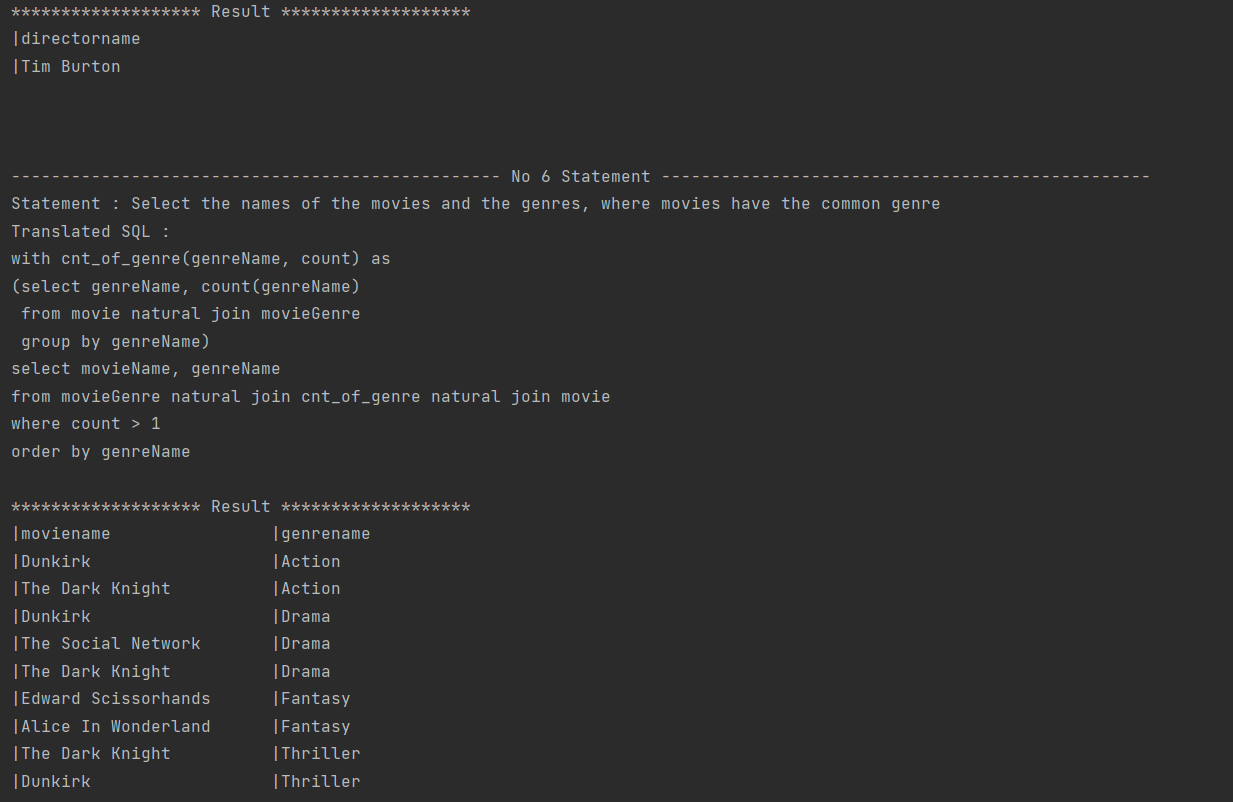 ******************* Result *******************
|directorname
|Tim Burton
------------------------------------------------- No 6 Statement -------------------------------------------------
Statement : Select the names of the movies and the genres, where movies have the common genre
Translated SQL :
with cnt_of_genre(genreName, count) as
(select genreName, count(genreName)
 from movie natural join movieGenre
 group by genreName)
select movieName, genreName
from movieGenre natural join cnt_of_genre natural join movie
where count > 1
order by genreName
******************* Result *******************
|moviename                |genrename
|Dunkirk                  |Action
|The Dark Knight          |Action
|Dunkirk                  |Drama
|The Social Network       |Drama
|The Dark Knight          |Drama
|Edward Scissorhands      |Fantasy
|Alice In Wonderland      |Fantasy
|The Dark Knight          |Thriller
|Dunkirk                  |Thriller